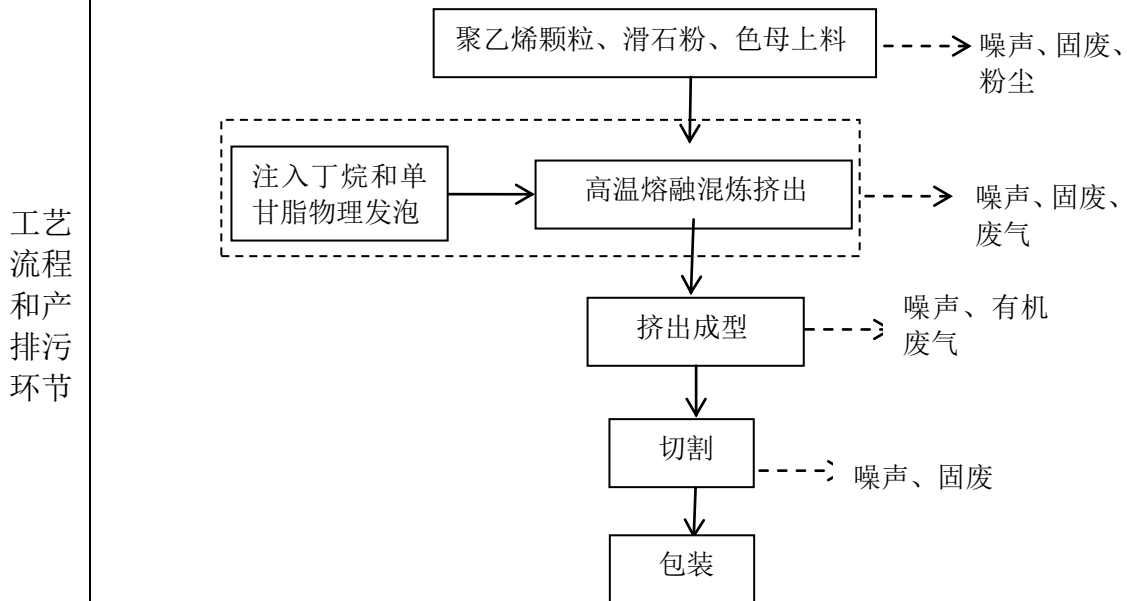 工艺
流程
和产
排污
环节
聚乙烯颗粒、滑石粉、色母上料
噪声、固废、
粉尘
注入丁烷和单
甘脂物理发泡
高温熔融混炼挤出
噪声、固废、
废气
挤出成型
噪声、有机
废气
切割
噪声、固废
包装